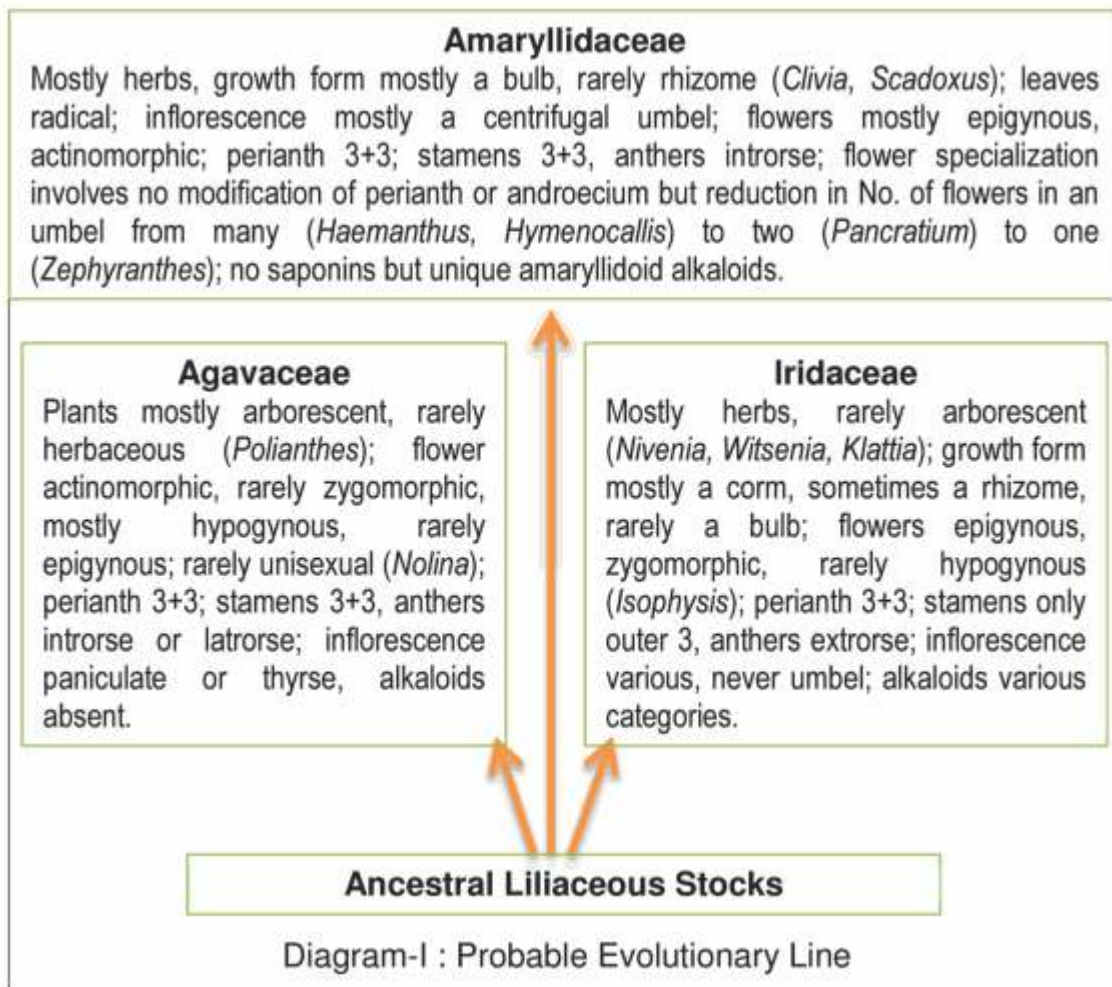 Amaryllidaceae
Mostly herbs, growth form mostly a bulb, rarely rhizome (Clivia, Scadoxus); leaves
radical; inflorescence mostly a centrifugal umbel; flowers mostly epigynous,
actinomorphic; perianth 3+3; stamens 3+3, anthers introrse; flower specialization
involves no modification of perianth or androecium but reduction in No. of flowers in an
umbel from many (Haemanthus, Hymenocallis) to two (Pancratium) to one
(Zephyranthes); no saponins but unique amaryllidoid alkaloids.
Agavaceae
Plants mostly arborescent, rarely
herbaceous (Polianthes); flower
actinomorphic, rarely zygomorphic,
mostly hypogynous, rarely
epigynous; rarely unisexual (Nolina);
perianth 3+3; stamens 3+3, anthers
introrse or latrorse; inflorescence
paniculate or thyrse, alkaloids
absent.
Iridaceae
Mostly herbs, rarely arborescent
(Nivenia, Witsenia, Klattia); growth form
mostly a corm, sometimes a rhizome,
rarely a bulb; flowers epigynous,
zygomorphic, rarely hypogynous
(Isophysis); perianth 3+3; stamens only
outer 3, anthers extrorse; inflorescence
various, never umbel; alkaloids various
categories.
Ancestral Liliaceous Stocks
Diagram-I : Probable Evolutionary Line